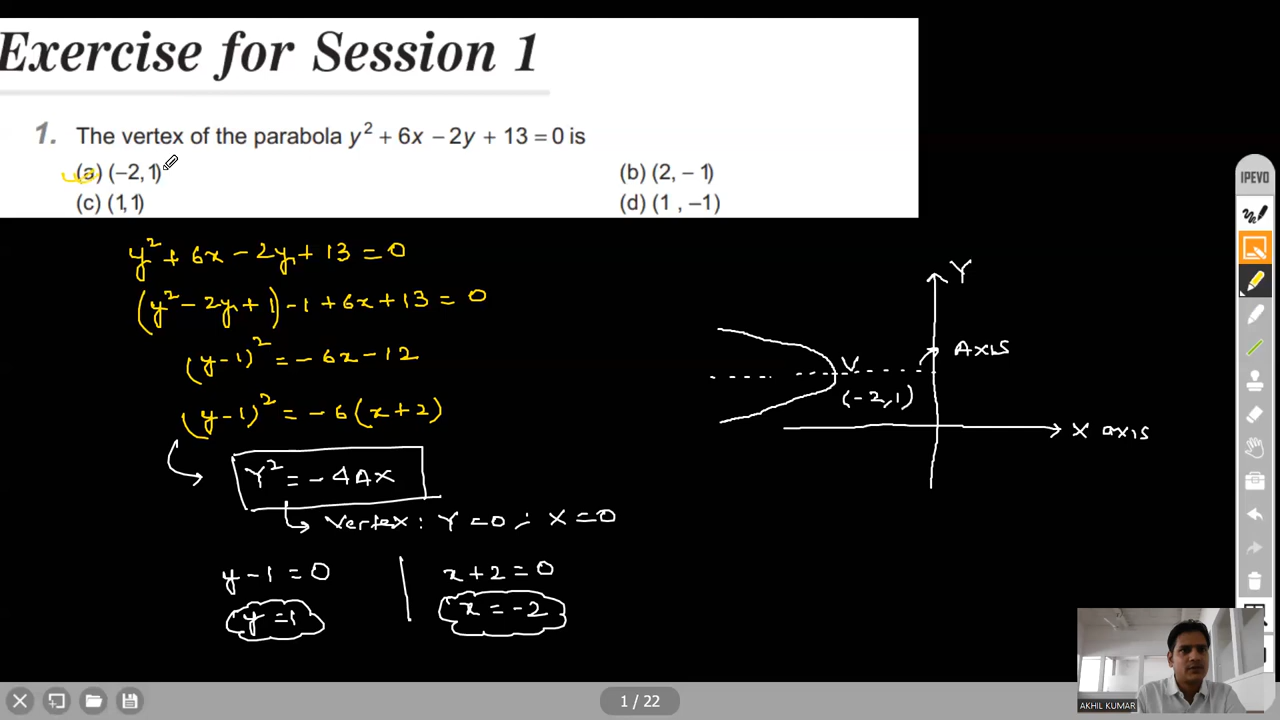 Exercise for Session 1
1. The vertex of the parabola y² + 6x − 2y + 13 = 0 is
(a) (−2, 1)
(b) (2, − 1)
(c) (1, 1)
(d) (1 , −1)
y² + 6x − 2y + 13 = 0
(y² − 2y + 1) − 1 + 6x + 13 = 0
(y−1)² = − 6x − 12
(y−1)² = − 6 (x+2)
Y² = − 4AX
Vertex : Y = 0 ; X = 0
y − 1 = 0
x + 2 = 0
y = 1
x = −2
Y
AXIS
V
(−2, 1)
X axis
IPEVO
1 / 22
AKHIL KUMAR